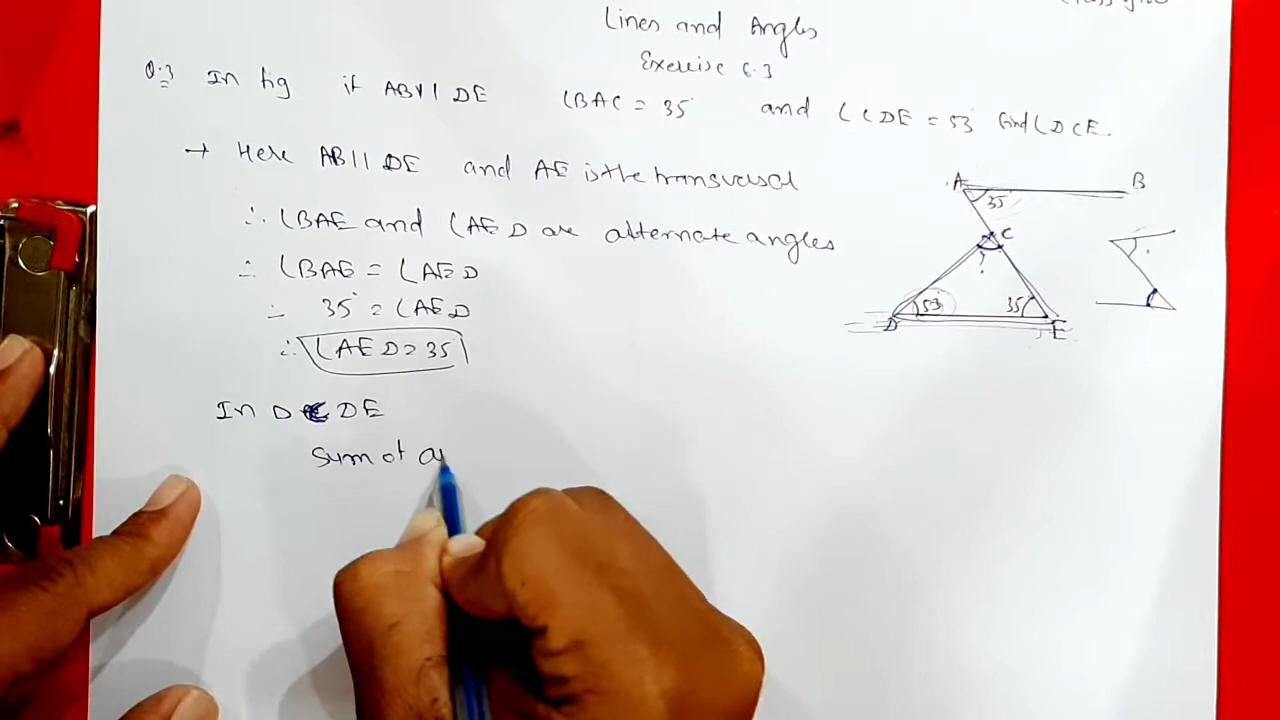 Lines and Angles
Exercise 6.3
Q.3 In fig if AB || DE ∠BAC = 35° and ∠CDE = 53° find ∠DCE.
→ Here AB || DE and AE is the transversal
∴ ∠BAE and ∠AED are alternate angles
∴ ∠BAE = ∠AED
∴ 35° = ∠AED
∴ ∠AED = 35
In △CDE
Sum of a
A B
35
C
?
53° 35
D E